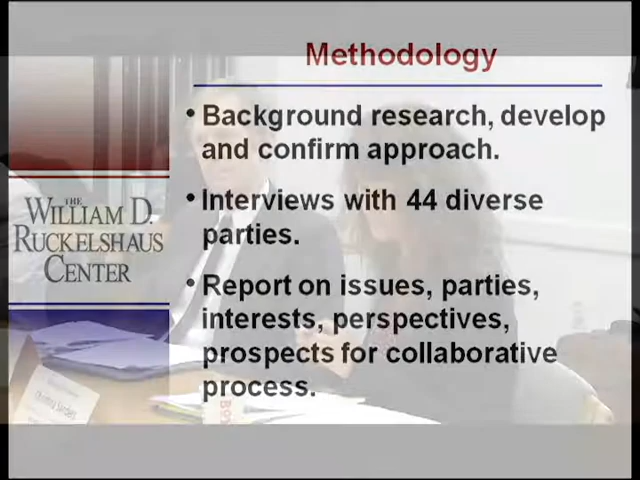 Methodology
• Background research, develop
and confirm approach.
• Interviews with 44 diverse
parties.
• Report on issues, parties,
interests, perspectives,
prospects for collaborative
process.
THE
WILLIAM D.
RUCKELSHAUS
CENTER